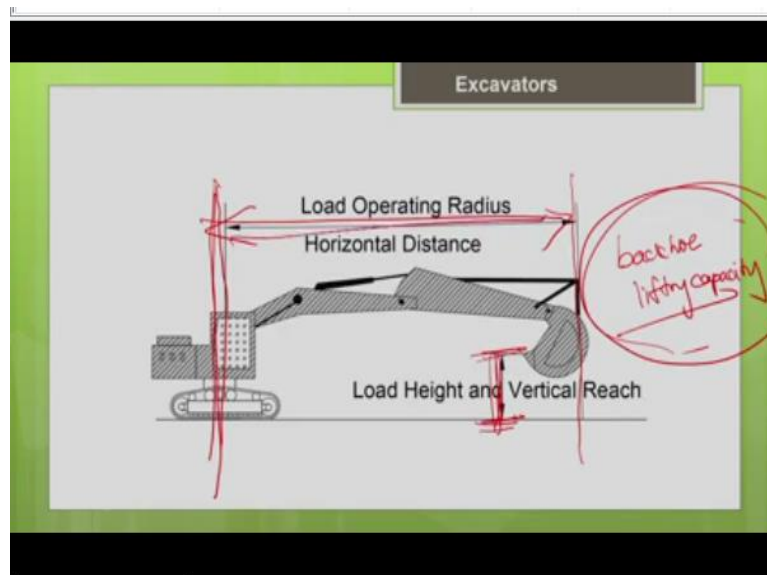 Excavators
Load Operating Radius
Horizontal Distance
backhoe
lifting capacity
Load Height and Vertical Reach